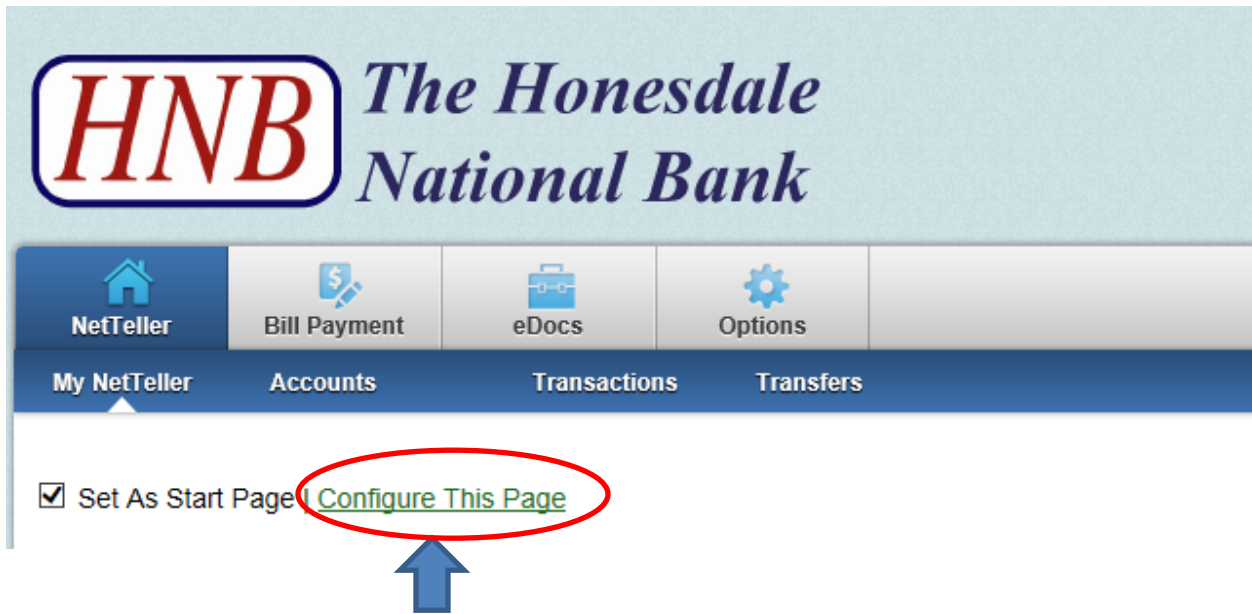 HNB The Honesdale
National Bank
NetTeller Bill Payment eDocs Options
My NetTeller Accounts Transactions Transfers
Set As Start Page | Configure This Page